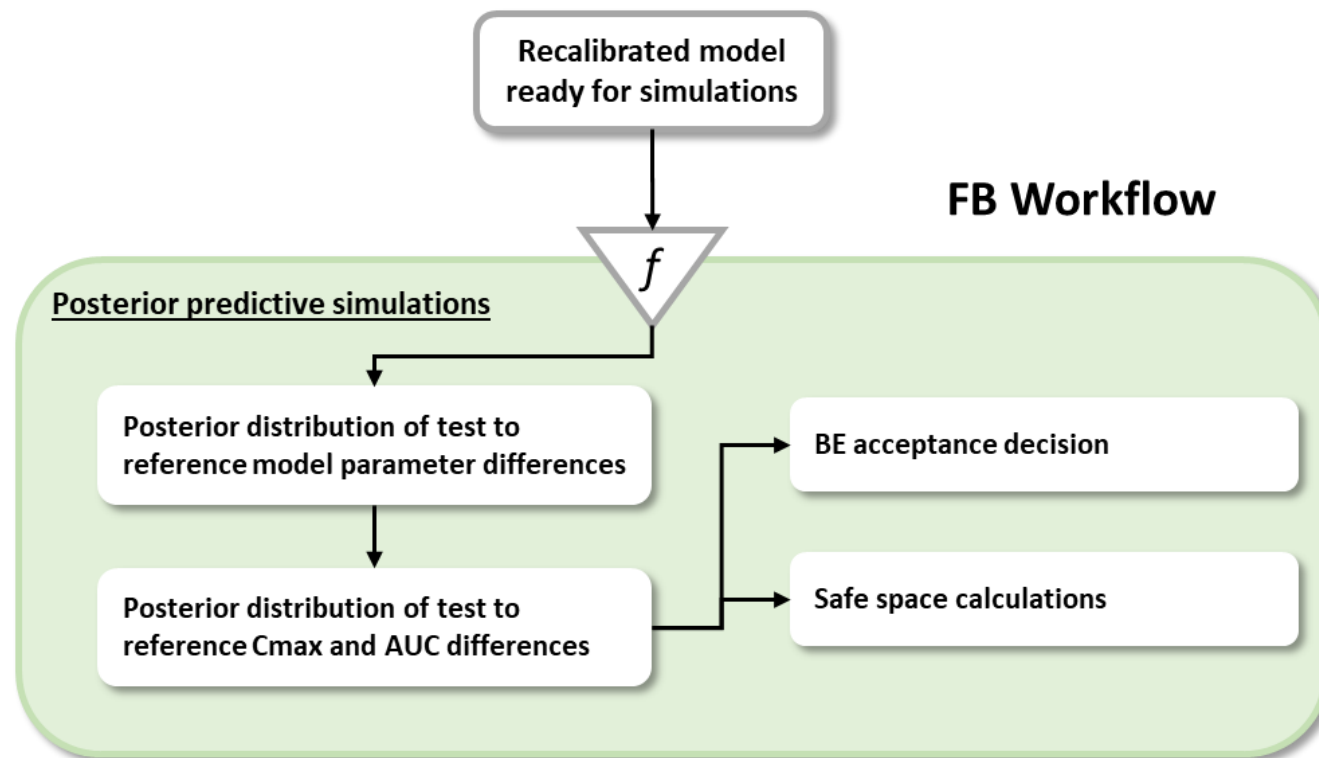 Recalibrated model
ready for simulations
FB Workflow
f
Posterior predictive simulations
Posterior distribution of test to
reference model parameter differences
BE acceptance decision
Posterior distribution of test to
reference Cmax and AUC differences
Safe space calculations